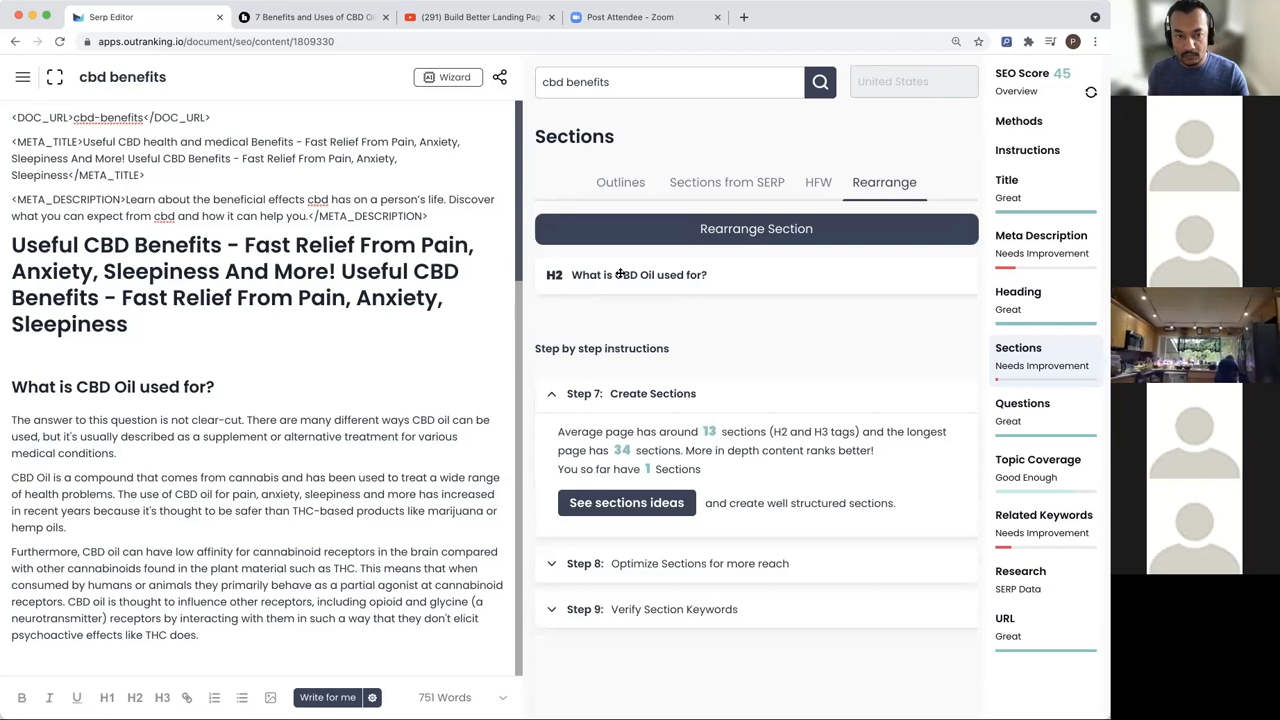 Serp Editor
7 Benefits and Uses of CBD O
(291) Build Better Landing Pag
Post Attendee - Zoom
apps.outranking.io/document/seo/content/1809330
P
cbd benefits
AI Wizard
<DOC_URL>cbd-benefits</DOC_URL>
<META_TITLE>Useful CBD health and medical Benefits - Fast Relief From Pain, Anxiety,
Sleepiness And More! Useful CBD Benefits - Fast Relief From Pain, Anxiety,
Sleepiness</META_TITLE>
<META_DESCRIPTION>Learn about the beneficial effects cbd has on a person's life. Discover
what you can expect from cbd and how it can help you.</META_DESCRIPTION>
Useful CBD Benefits - Fast Relief From Pain,
Anxiety, Sleepiness And More! Useful CBD
Benefits - Fast Relief From Pain, Anxiety,
Sleepiness
What is CBD Oil used for?
The answer to this question is not clear-cut. There are many different ways CBD oil can be
used, but it's usually described as a supplement or alternative treatment for various
medical conditions.
CBD Oil is a compound that comes from cannabis and has been used to treat a wide range
of health problems. The use of CBD oil for pain, anxiety, sleepiness and more has increased
in recent years because it's thought to be safer than THC-based products like marijuana or
hemp oils.
Furthermore, CBD oil can have low affinity for cannabinoid receptors in the brain compared
with other cannabinoids found in the plant material such as THC. This means that when
consumed by humans or animals they primarily behave as a partial agonist at cannabinoid
receptors. CBD oil is thought to influence other receptors, including opioid and glycine (a
neurotransmitter) receptors by interacting with them in such a way that they don't elicit
psychoactive effects like THC does.
B I U H1 H2 H3
Write for me
751 Words
cbd benefits
United States
Sections
Outlines
Sections from SERP
HFW
Rearrange
Rearrange Section
H2 What is CBD Oil used for?
Step by step instructions
Step 7: Create Sections
Average page has around 13 sections (H2 and H3 tags) and the longest
page has 34 sections. More in depth content ranks better!
You so far have 1 Sections
See sections ideas and create well structured sections.
Step 8: Optimize Sections for more reach
Step 9: Verify Section Keywords
SEO Score 45
Overview
Methods
Instructions
Title
Great
Meta Description
Needs Improvement
Heading
Great
Sections
Needs Improvement
Questions
Great
Topic Coverage
Good Enough
Related Keywords
Needs Improvement
Research
SERP Data
URL
Great